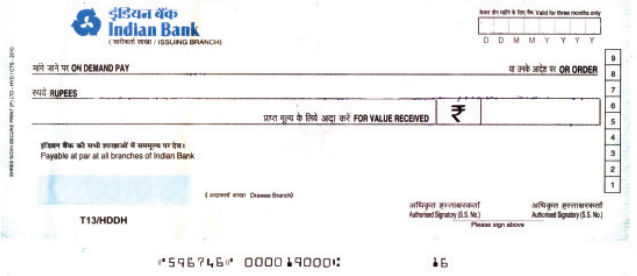 इंडियन बैंक
Indian Bank
(जारीकर्ता शाखा / ISSUING BRANCH)
केवल तीन महीने के लिए वैध Valid for three months only
D D M M Y Y Y Y
मांगे जाने पर ON DEMAND PAY
या उनके आदेश पर OR ORDER
रुपये RUPEES
प्राप्त मूल्य के लिये अदा करें FOR VALUE RECEIVED
₹
9
8
7
6
5
4
3
2
1
इंडियन बैंक की सभी शाखाओं में सममूल्य पर देय।
Payable at par at all branches of Indian Bank
(अदाकर्ता शाखा Drawee Branch)
T13/HDDH
अधिकृत हस्ताक्षरकर्ता
Authorised Signatory (S.S. No.)
अधिकृत हस्ताक्षरकर्ता
Authorised Signatory (S.S. No.)
Please sign above
⑈596746⑈ 000019000⑆ 16